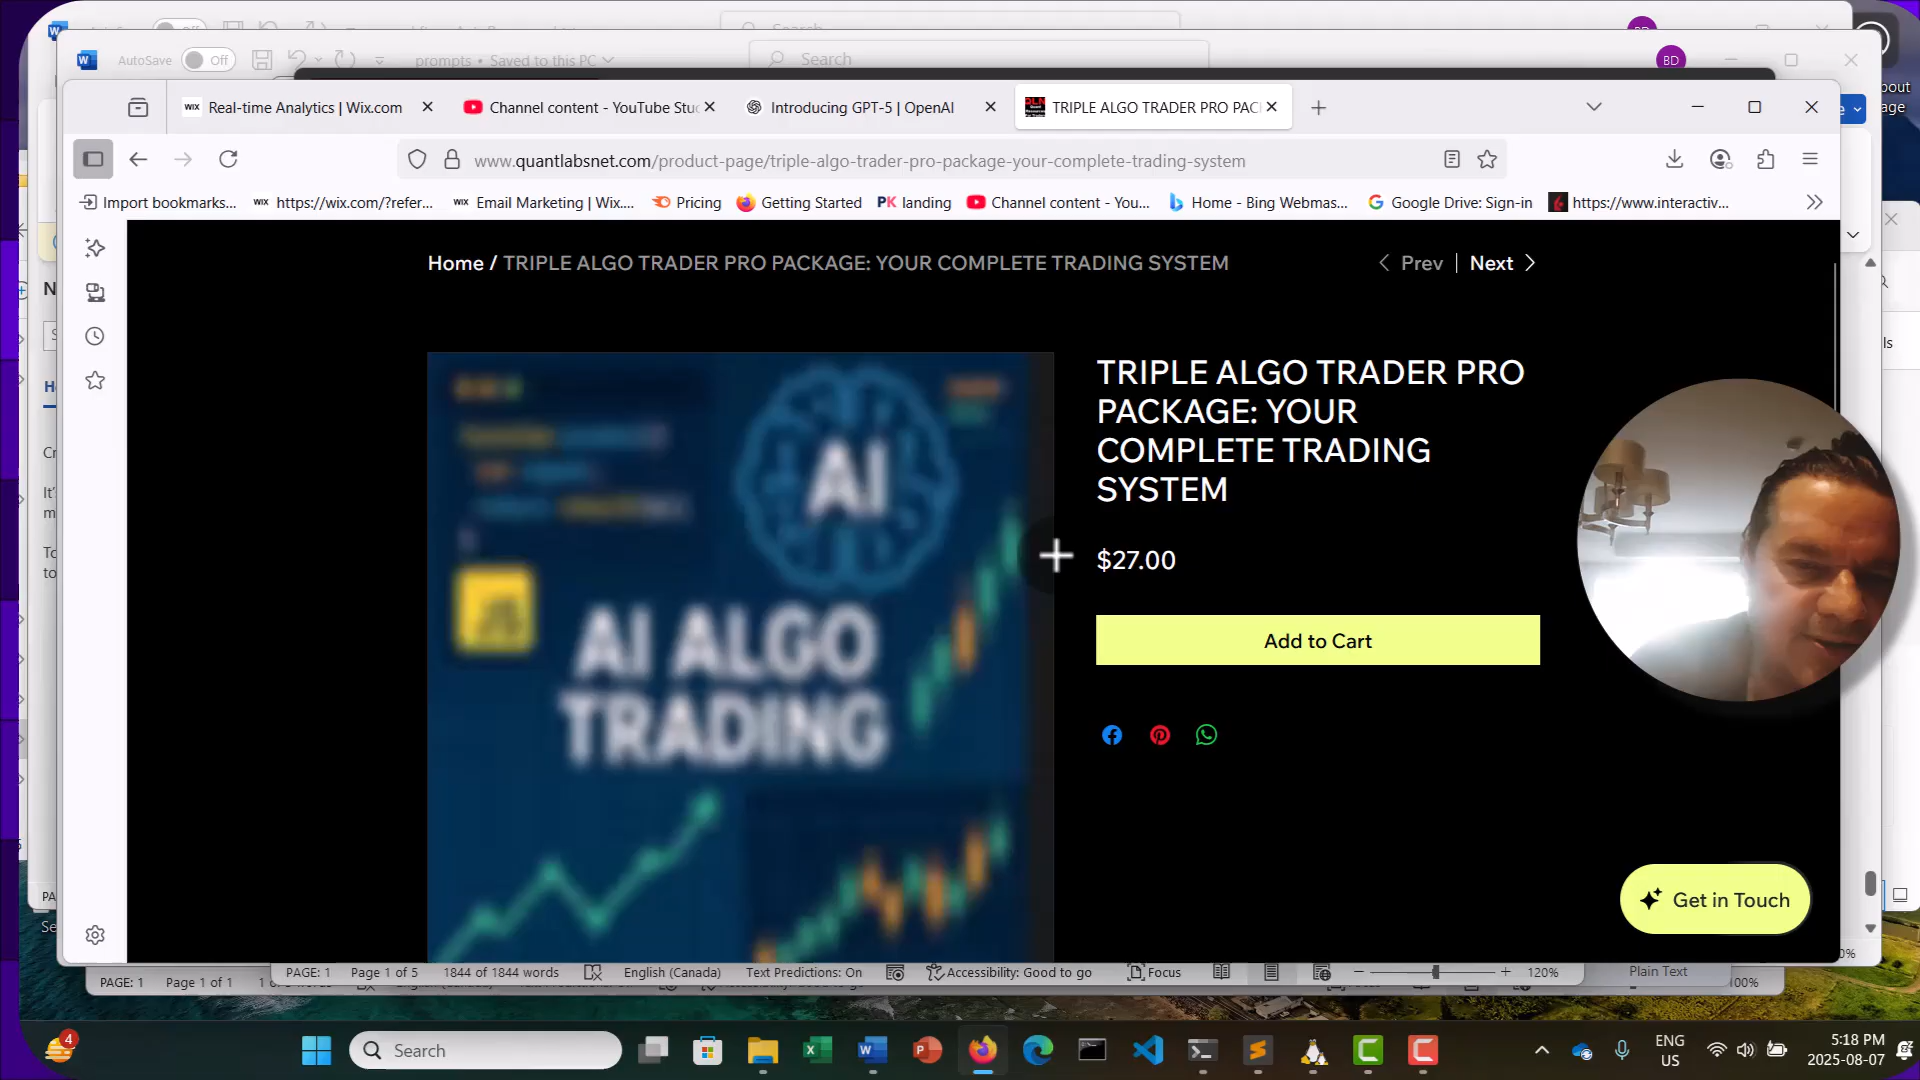 Search
AutoSave
Off
prompts • Saved to this PC
Search
BD
Real-time Analytics | Wix.com
Channel content - YouTube Stu
Introducing GPT-5 | OpenAI
TRIPLE ALGO TRADER PRO PAC
www.quantlabsnet.com/product-page/triple-algo-trader-pro-package-your-complete-trading-system
Import bookmarks...
WIX
https://wix.com/?refer...
WIX
Email Marketing | Wix....
Pricing
Getting Started
PK landing
Channel content - You...
Home - Bing Webmas...
Google Drive: Sign-in
https://www.interactiv...
Home / TRIPLE ALGO TRADER PRO PACKAGE: YOUR COMPLETE TRADING SYSTEM
Prev
Next
AI
AI ALGO
TRADING
TRIPLE ALGO TRADER PRO
PACKAGE: YOUR
COMPLETE TRADING
SYSTEM
$27.00
Add to Cart
Get in Touch
PAGE: 1
Page 1 of 5
1844 of 1844 words
English (Canada)
Text Predictions: On
Accessibility: Good to go
Focus
120%
Plain Text
PAGE: 1
Page 1 of 1
100%
4
Search
ENG
US
5:18 PM
2025-08-07